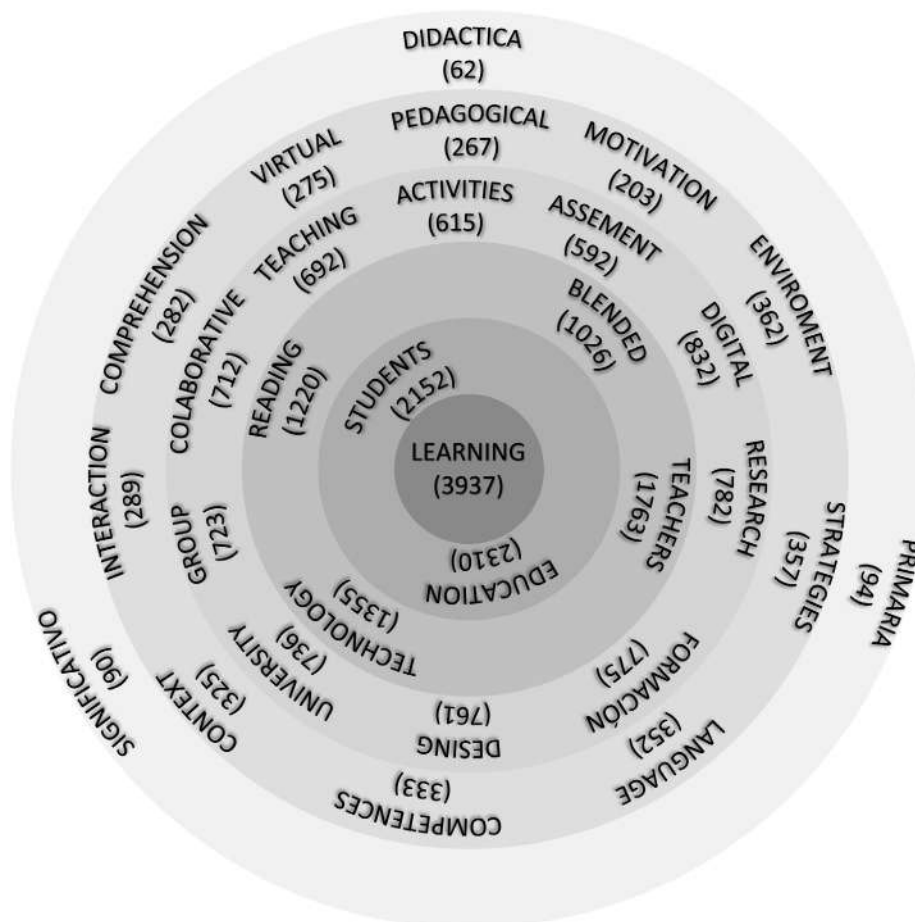 DIDACTICA
(62)
PEDAGOGICAL
(267)
MOTIVATION
(203)
VIRTUAL
(275)
ACTIVITIES
(615)
ASSEMENT
(592)
TEACHING
(692)
ENVIROMENT
(362)
COMPREHENSION
(282)
BLENDED
(1026)
DIGITAL
(832)
COLABORATIVE
(712)
READING
(1220)
STUDENTS
(2152)
LEARNING
(3937)
TEACHERS
(1763)
RESEARCH
(782)
STRATEGIES
(357)
PRIMARIA
(94)
INTERACTION
(289)
GROUP
(723)
EDUCATION
(2310)
TECHNOLOGY
(1355)
UNIVERSITY
(736)
FORMACIÓN
(775)
SIGNIFICATIVO
(90)
CONTEXT
(325)
DESING
(761)
LANGUAGE
(352)
COMPETENCES
(333)